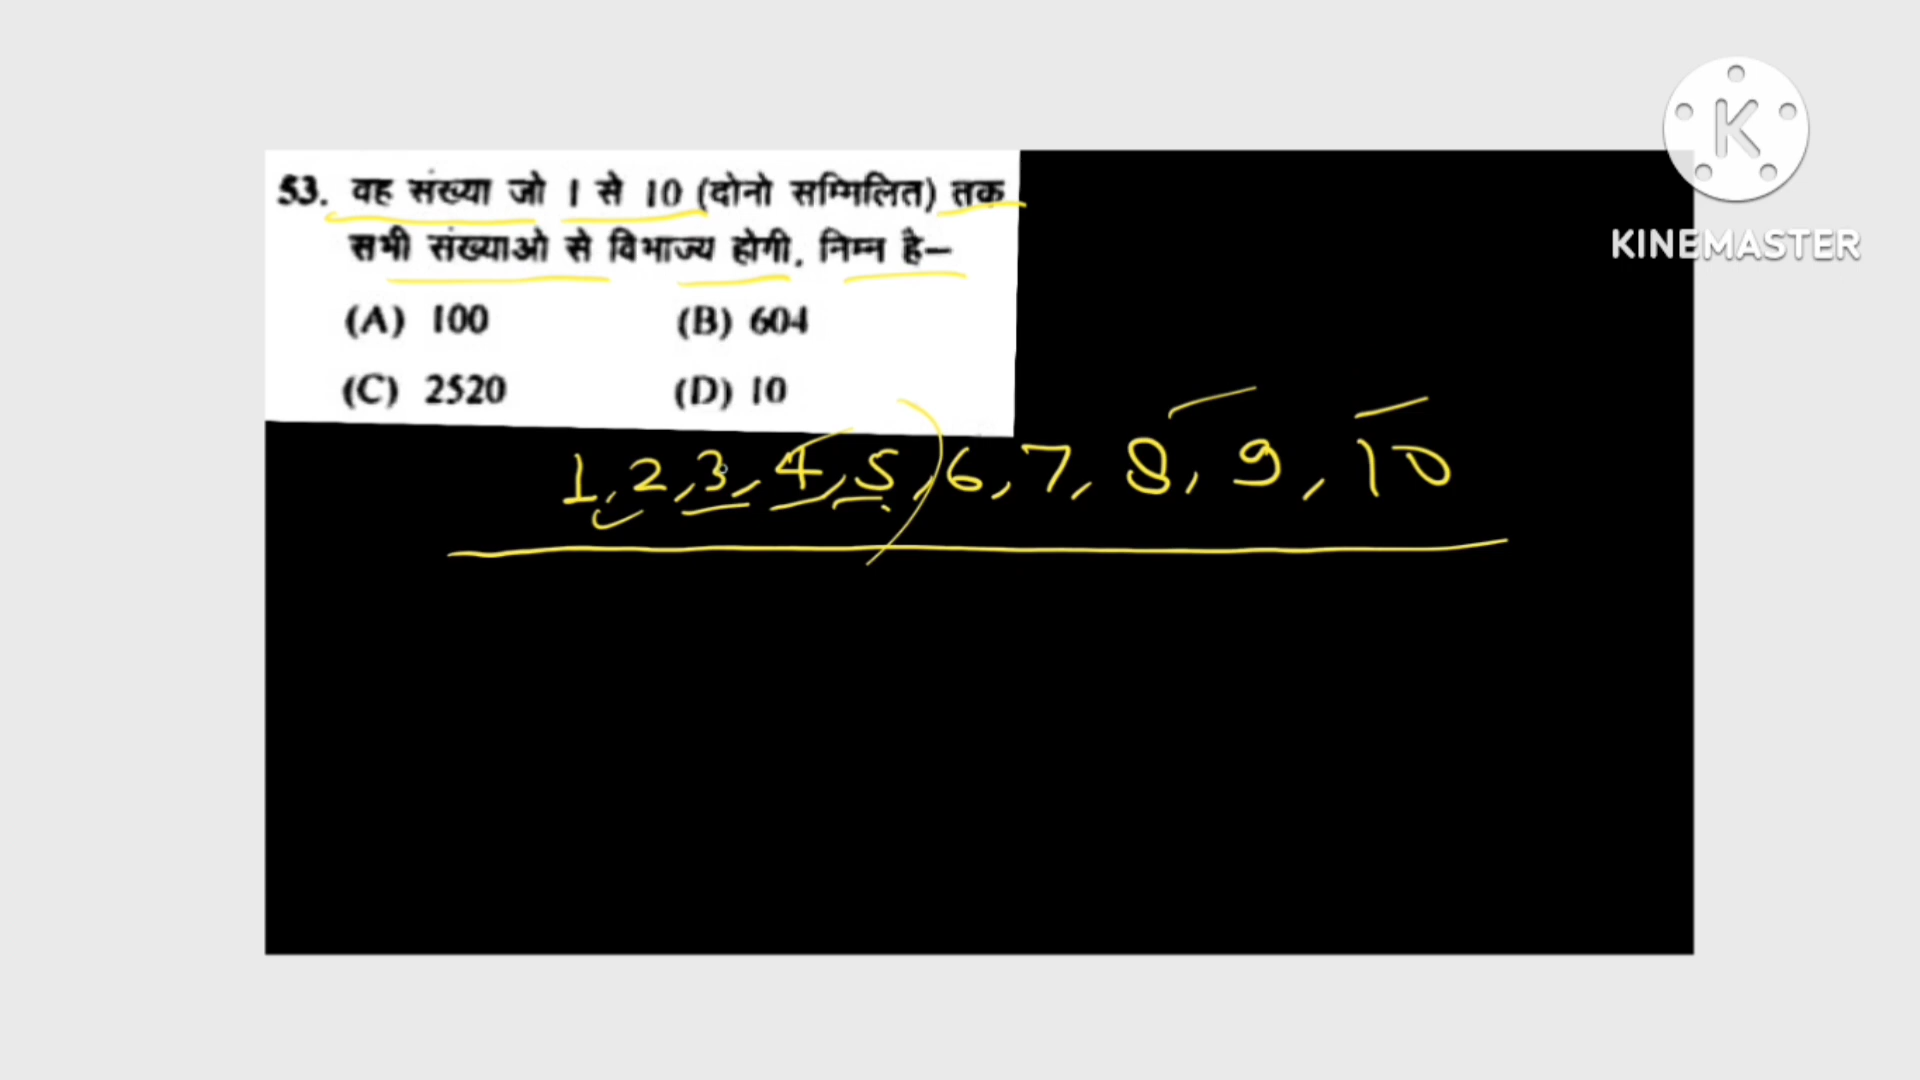 53. वह संख्या जो 1 से 10 (दोनो सम्मिलित) तक
सभी संख्याओ से विभाज्य होगी, निम्न है—
(A) 100 (B) 604
(C) 2520 (D) 10
1, 2, 3, 4, 5, 6, 7, 8, 9, 10
K
KINEMASTER